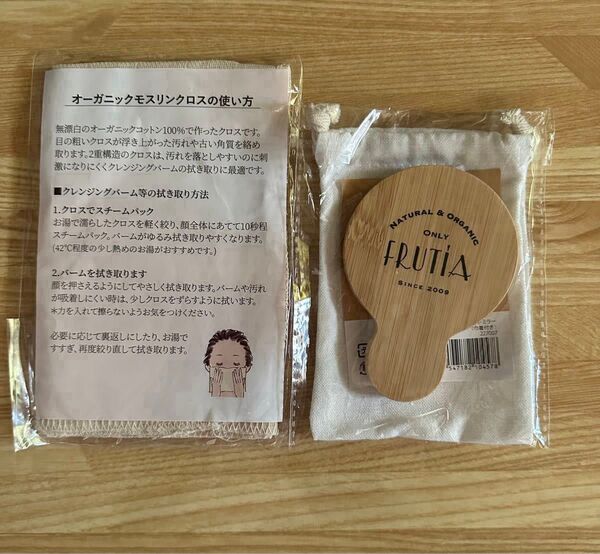 オーガニックモスリンクロスの使い方
無漂白のオーガニックコットン100%で作ったクロスです。
目の粗いクロスが浮き上がった汚れや古い角質を絡め
取ります。2重構造のクロスは、汚れを落としやすいのに刺
激になりにくくクレンジングバームの拭き取りに最適です。
■クレンジングバーム等の拭き取り方法
1.クロスでスチームパック
お湯で濡らしたクロスを軽く絞り、顔全体にあてて10秒程
スチームパック。バームがゆるみ拭き取りやすくなります。
(42℃程度の少し熱めのお湯がおすすめです。)
2.バームを拭き取ります
顔を押さえるようにしてやさしく拭き取ります。バームや汚れ
が吸着しにくい時は、少しクロスをずらすように拭います。
*力を入れて擦らないようお気をつけください。
必要に応じて裏返しにしたり、お湯で
すすぎ、再度絞り直して拭き取ります。
NATURAL & ORGANIC
ONLY
FRUTÍA
SINCE 2009
ミラー
巾着付き
227007
547182 104578